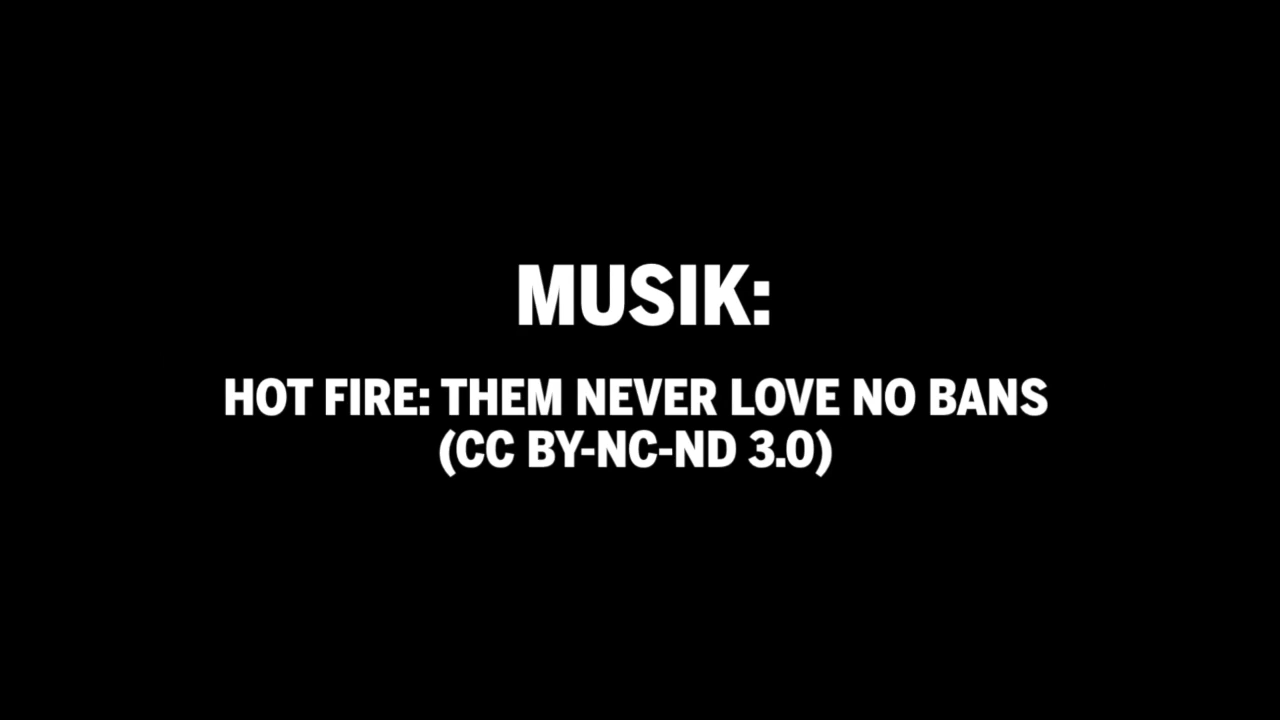 MUSIK:
HOT FIRE: THEM NEVER LOVE NO BANS
(CC BY-NC-ND 3.0)